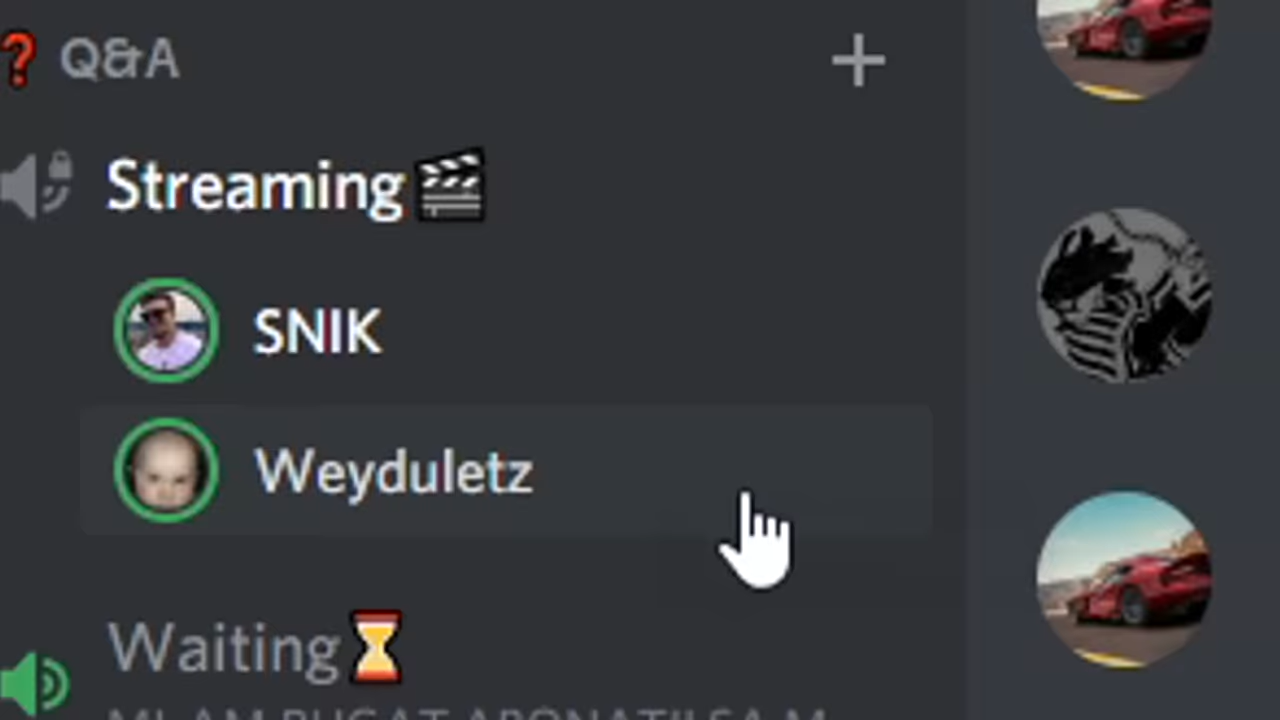 ❓ Q&A
Streaming🎬
SNIK
Weyduletz
Waiting⏳